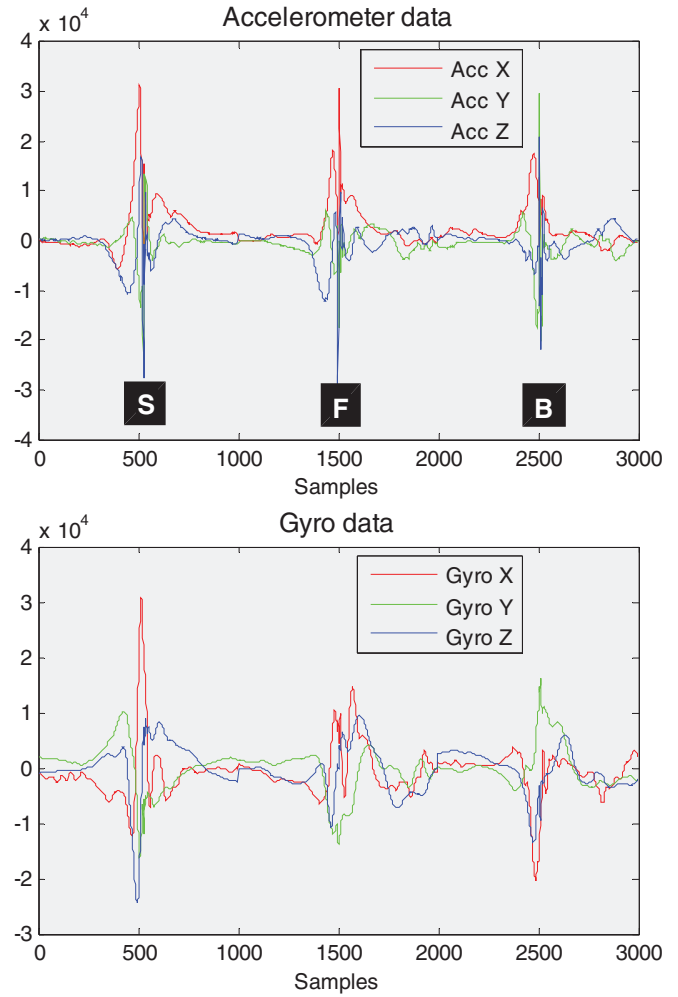 Accelerometer data
x 10^4
4
3
2
1
0
-1
-2
-3
-4
Acc X
Acc Y
Acc Z
S
F
B
0 500 1000 1500 2000 2500 3000
Samples
Gyro data
x 10^4
4
3
2
1
0
-1
-2
-3
Gyro X
Gyro Y
Gyro Z
0 500 1000 1500 2000 2500 3000
Samples